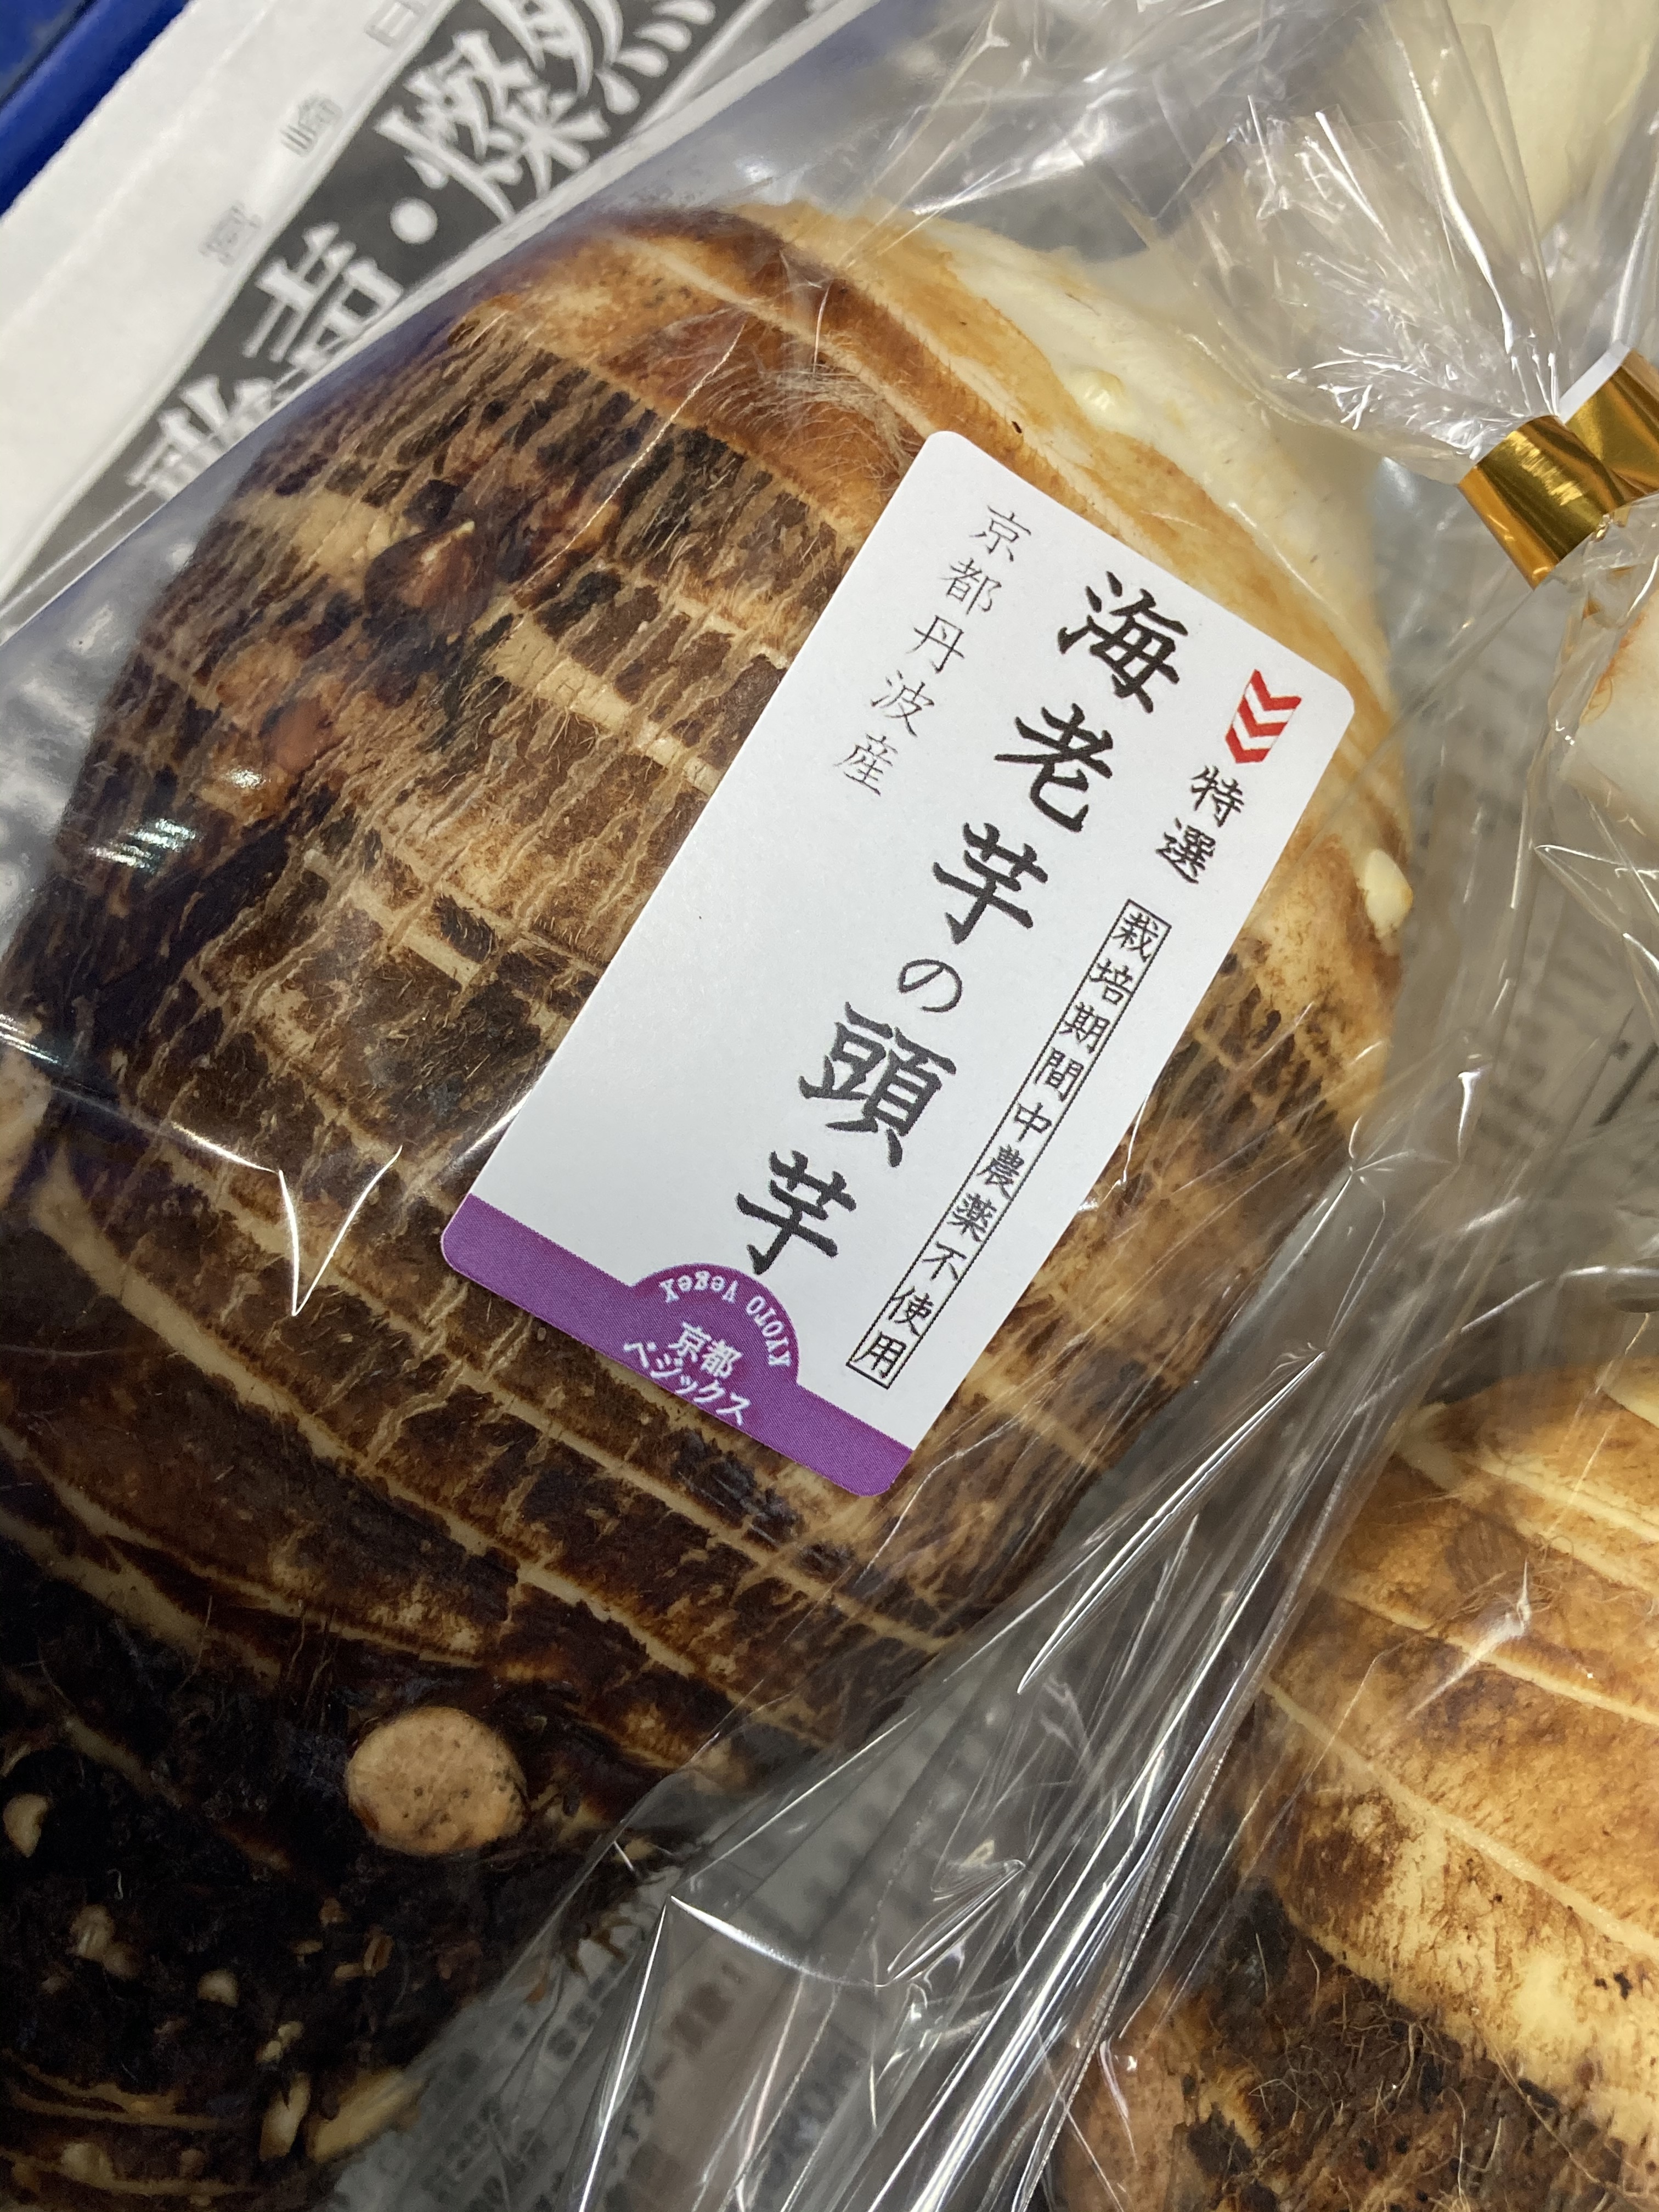 特選
栽培期間中農薬不使用
海老芋の頭芋
京都丹波産
Kyoto VegeX
京都
ベジックス